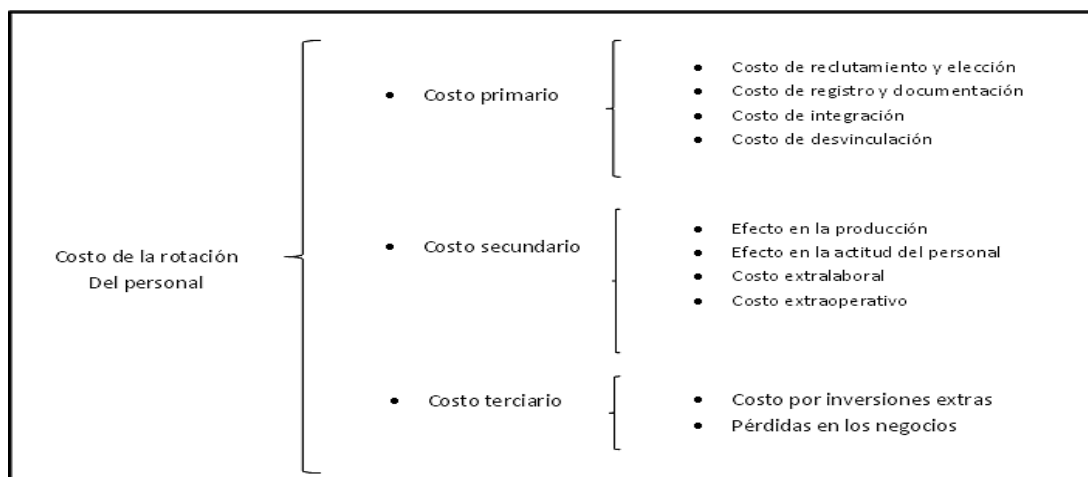 Costo de la rotación
Del personal
• Costo primario
• Costo de reclutamiento y elección
• Costo de registro y documentación
• Costo de integración
• Costo de desvinculación
• Costo secundario
• Efecto en la producción
• Efecto en la actitud del personal
• Costo extralaboral
• Costo extraoperativo
• Costo terciario
• Costo por inversiones extras
• Pérdidas en los negocios